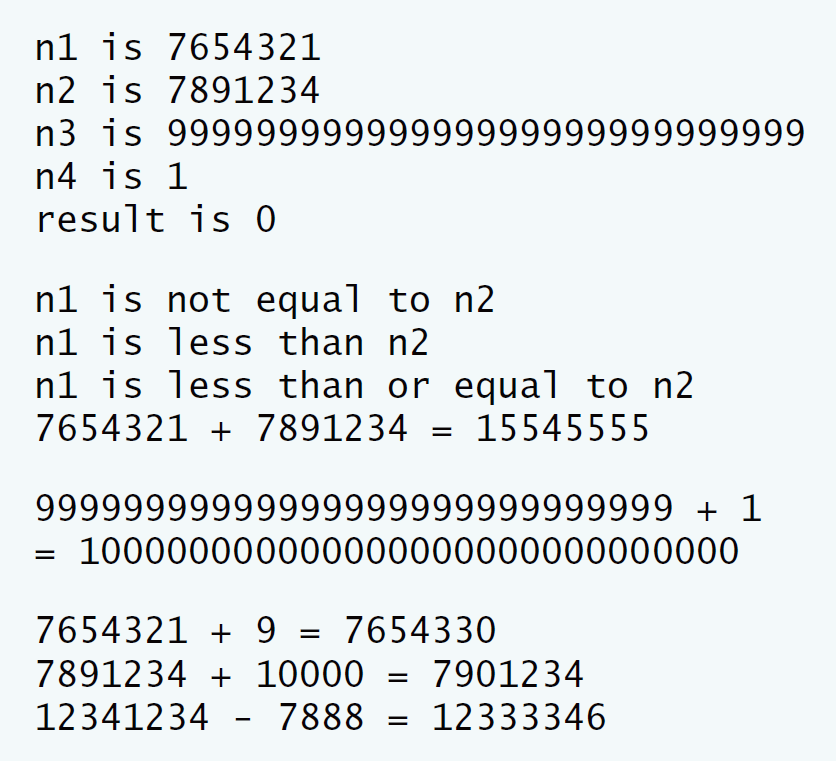 n1 is 7654321
n2 is 7891234
n3 is 99999999999999999999999999999
n4 is 1
result is 0
n1 is not equal to n2
n1 is less than n2
n1 is less than or equal to n2
7654321 + 7891234 = 15545555
99999999999999999999999999999 + 1
= 100000000000000000000000000000
7654321 + 9 = 7654330
7891234 + 10000 = 7901234
12341234 - 7888 = 12333346